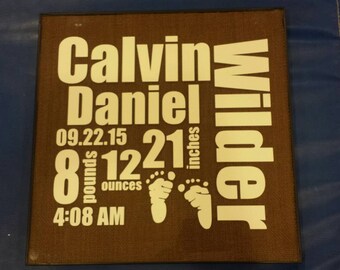 Calvin
Daniel
Wilder
09.22.15
8 pounds
12 ounces
21 inches
4:08 AM